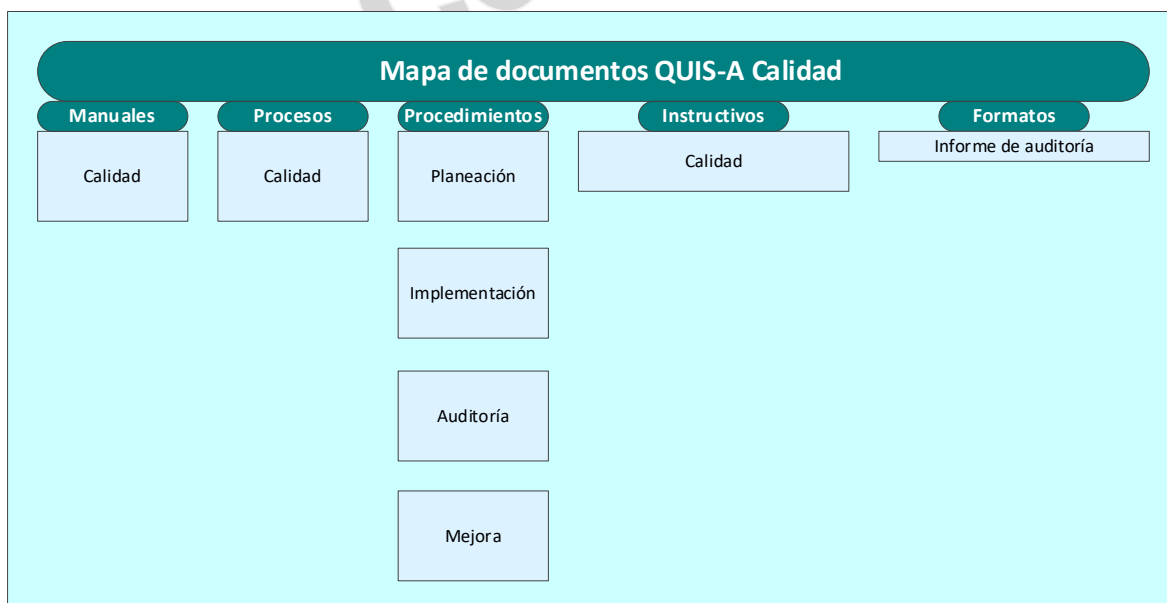 Mapa de documentos QUIS-A Calidad
Manuales
Procesos
Procedimientos
Instructivos
Formatos
Calidad
Calidad
Planeación
Calidad
Informe de auditoría
Implementación
Auditoría
Mejora